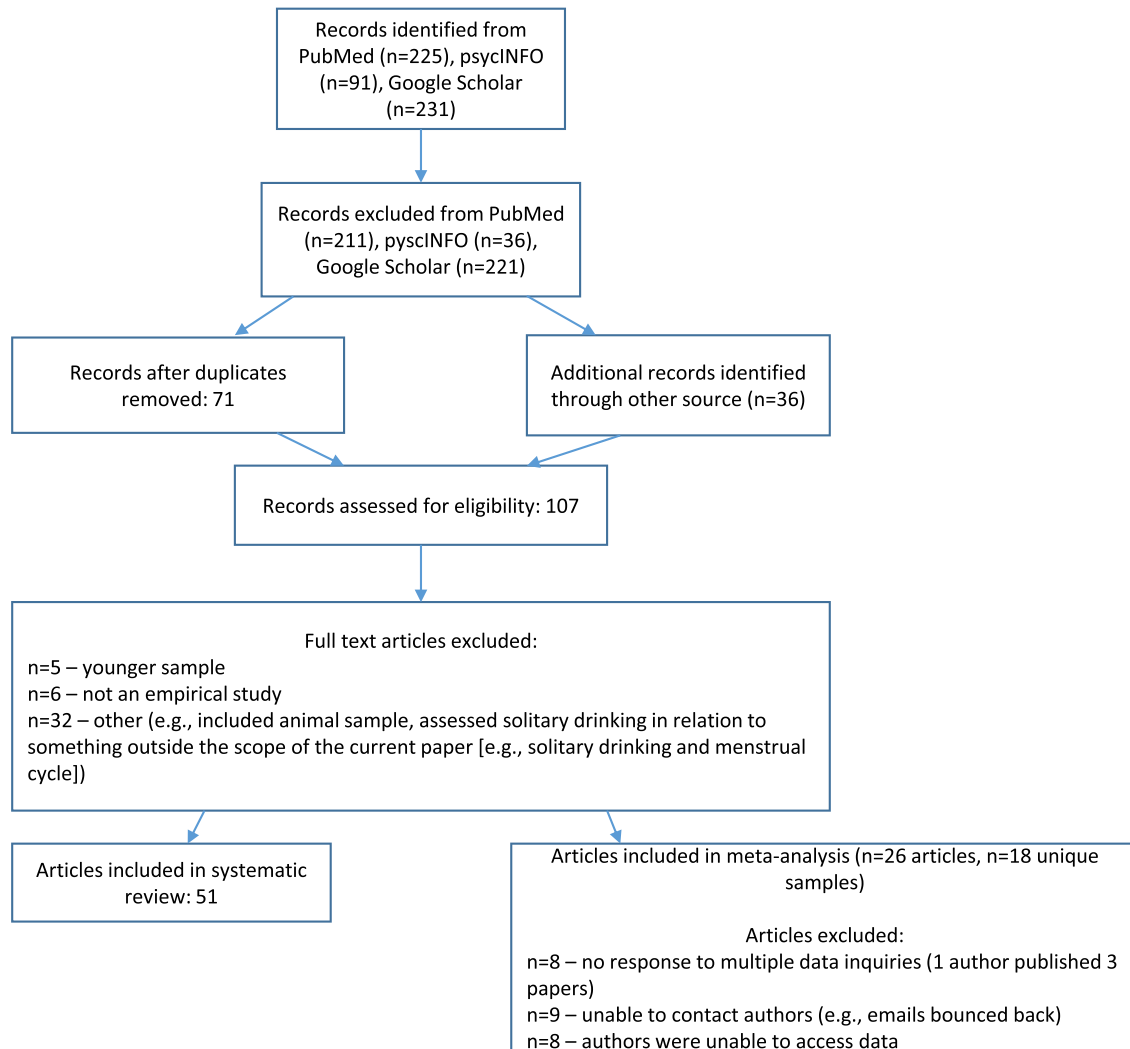 Records identified from
PubMed (n=225), psycINFO
(n=91), Google Scholar
(n=231)
Records excluded from PubMed
(n=211), pyscINFO (n=36),
Google Scholar (n=221)
Records after duplicates
removed: 71
Additional records identified
through other source (n=36)
Records assessed for eligibility: 107
Full text articles excluded:
n=5 – younger sample
n=6 – not an empirical study
n=32 – other (e.g., included animal sample, assessed solitary drinking in relation to
something outside the scope of the current paper [e.g., solitary drinking and menstrual
cycle])
Articles included in systematic
review: 51
Articles included in meta-analysis (n=26 articles, n=18 unique
samples)
Articles excluded:
n=8 – no response to multiple data inquiries (1 author published 3
papers)
n=9 – unable to contact authors (e.g., emails bounced back)
n=8 – authors were unable to access data